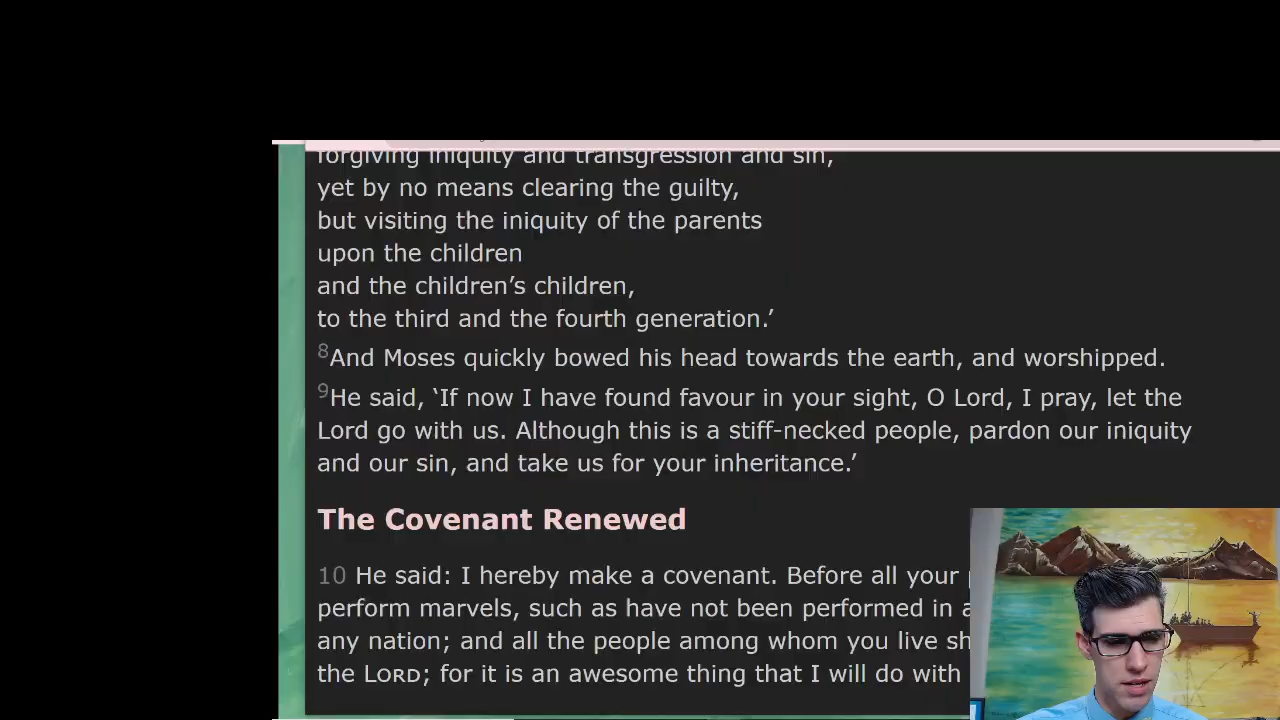 forgiving iniquity and transgression and sin,
yet by no means clearing the guilty,
but visiting the iniquity of the parents
upon the children
and the children’s children,
to the third and the fourth generation.’
8And Moses quickly bowed his head towards the earth, and worshipped.
9He said, ‘If now I have found favour in your sight, O Lord, I pray, let the
Lord go with us. Although this is a stiff-necked people, pardon our iniquity
and our sin, and take us for your inheritance.’
The Covenant Renewed
10 He said: I hereby make a covenant. Before all your
perform marvels, such as have not been performed in
any nation; and all the people among whom you live
the LORD; for it is an awesome thing that I will do with